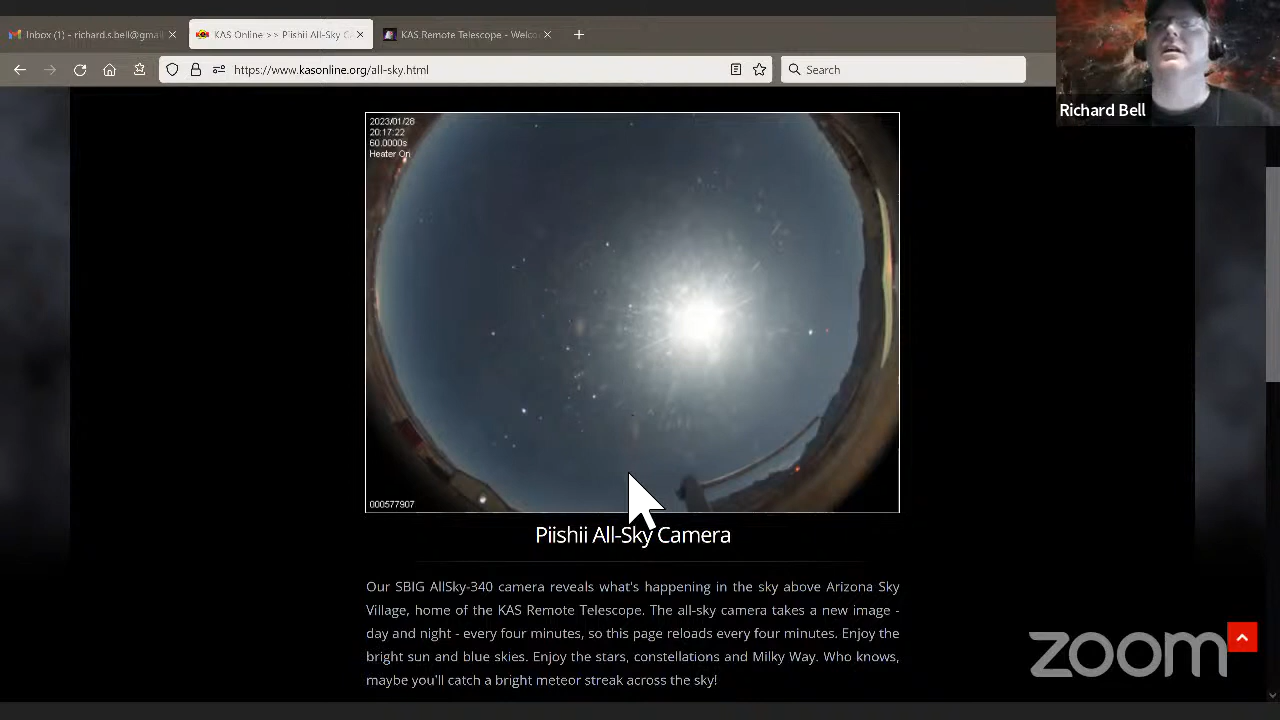 Inbox (1) - richard.s.bell@gmail
KAS Online >> Piishii All-Sky Ca
KAS Remote Telescope - Welco
https://www.kasonline.org/all-sky.html
Search
Richard Bell
2023/01/28
20:17:22
60.0000s
Heater On
000577907
Piishii All-Sky Camera
Our SBIG AllSky-340 camera reveals what's happening in the sky above Arizona Sky
Village, home of the KAS Remote Telescope. The all-sky camera takes a new image -
day and night - every four minutes, so this page reloads every four minutes. Enjoy the
bright sun and blue skies. Enjoy the stars, constellations and Milky Way. Who knows,
maybe you'll catch a bright meteor streak across the sky!
zoom